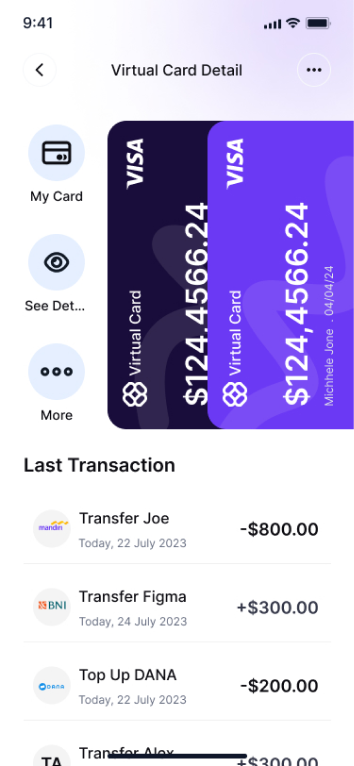 9:41
Virtual Card Detail
My Card
See Det...
More
VISA
Virtual Card
$124,4566.24
VISA
Virtual Card
$124,4566.24
Michhele Jone . 04/04/24
Last Transaction
mandiri
Transfer Joe
Today, 22 July 2023
-$800.00
BNI
Transfer Figma
Today, 24 July 2023
+$300.00
DANA
Top Up DANA
Today, 22 July 2023
-$200.00
TA
Transfer Alex
+$300.00